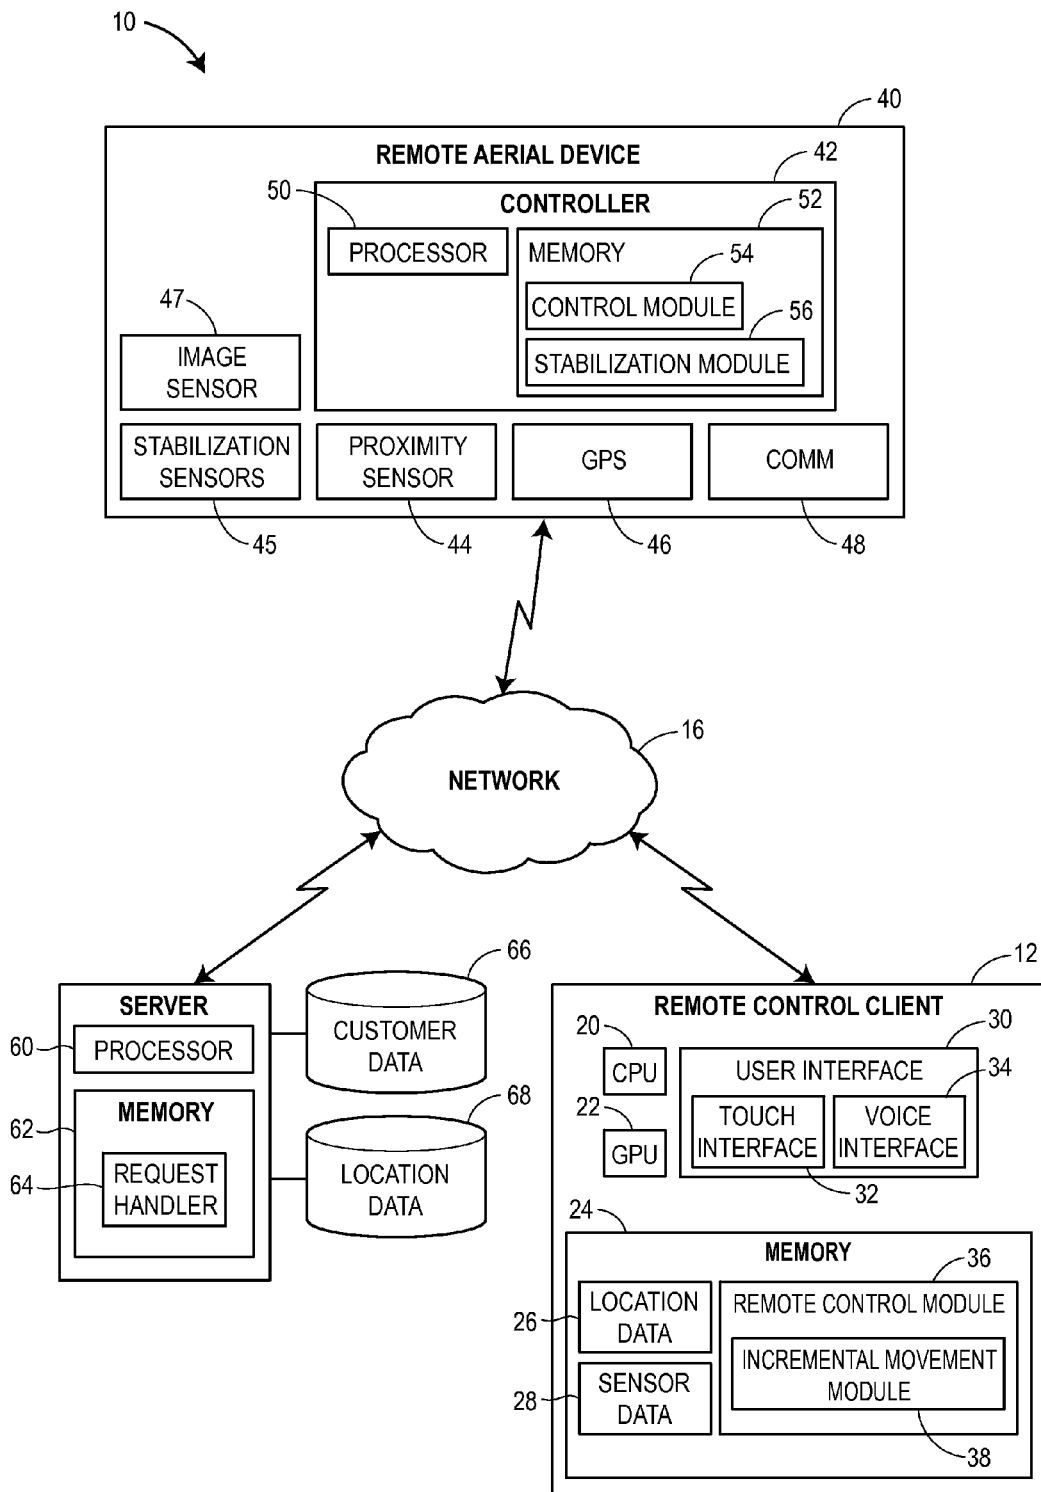 10
40
REMOTE AERIAL DEVICE
42
50
CONTROLLER
52
PROCESSOR
MEMORY
54
CONTROL MODULE
47
56
IMAGE
SENSOR
STABILIZATION MODULE
STABILIZATION
SENSORS
PROXIMITY
SENSOR
GPS
COMM
45
44
46
48
16
NETWORK
66
12
SERVER
60
PROCESSOR
CUSTOMER
DATA
MEMORY
62
68
REQUEST
HANDLER
64
LOCATION
DATA
REMOTE CONTROL CLIENT
20
30
CPU
USER INTERFACE
34
22
TOUCH
INTERFACE
VOICE
INTERFACE
GPU
32
24
MEMORY
36
LOCATION
DATA
26
REMOTE CONTROL MODULE
SENSOR
DATA
28
INCREMENTAL MOVEMENT
MODULE
38